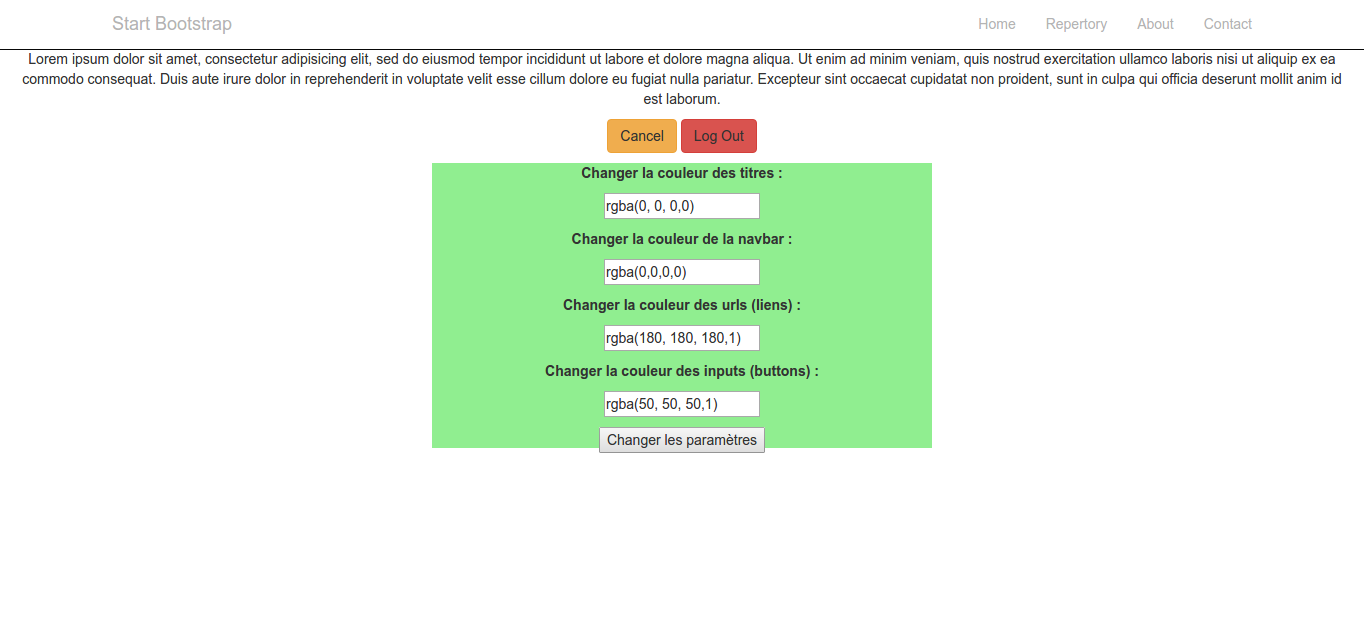 Start Bootstrap Home Repertory About Contact
Lorem ipsum dolor sit amet, consectetur adipisicing elit, sed do eiusmod tempor incididunt ut labore et dolore magna aliqua. Ut enim ad minim veniam, quis nostrud exercitation ullamco laboris nisi ut aliquip ex ea
commodo consequat. Duis aute irure dolor in reprehenderit in voluptate velit esse cillum dolore eu fugiat nulla pariatur. Excepteur sint occaecat cupidatat non proident, sunt in culpa qui officia deserunt mollit anim id
est laborum.
Cancel Log Out
Changer la couleur des titres :
rgba(0, 0, 0,0)
Changer la couleur de la navbar :
rgba(0,0,0,0)
Changer la couleur des urls (liens) :
rgba(180, 180, 180,1)
Changer la couleur des inputs (buttons) :
rgba(50, 50, 50,1)
Changer les paramètres